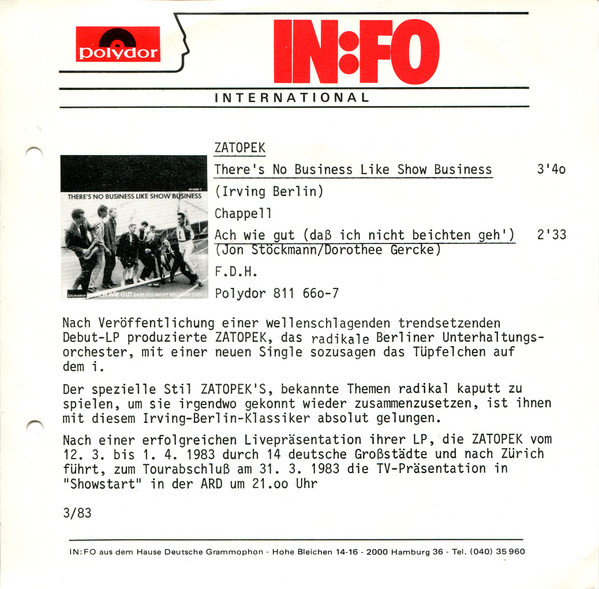 polydor
IN:FO
INTERNATIONAL
ZATOPEK
There's No Business Like Show Business 3'4o
(Irving Berlin)
Chappell
Ach wie gut (daß ich nicht beichten geh') 2'33
(Jon Stöckmann/Dorothee Gercke)
F.D.H.
Polydor 811 66o-7
THERE'S NO BUSINESS LIKE SHOW BUSINESS
Nach Veröffentlichung einer wellenschlagenden trendsetzenden
Debut-LP produzierte ZATOPEK, das radikale Berliner Unterhaltungs-
orchester, mit einer neuen Single sozusagen das Tüpfelchen auf
dem i.
Der spezielle Stil ZATOPEK'S, bekannte Themen radikal kaputt zu
spielen, um sie irgendwo gekonnt wieder zusammenzusetzen, ist ihnen
mit diesem Irving-Berlin-Klassiker absolut gelungen.
Nach einer erfolgreichen Livepräsentation ihrer LP, die ZATOPEK vom
12. 3. bis 1. 4. 1983 durch 14 deutsche Großstädte und nach Zürich
führt, zum Tourabschluß am 31. 3. 1983 die TV-Präsentation in
"Showstart" in der ARD um 21.oo Uhr
3/83
IN:FO aus dem Hause Deutsche Grammophon - Hohe Bleichen 14-16 - 2000 Hamburg 36 - Tel. (040) 35 960